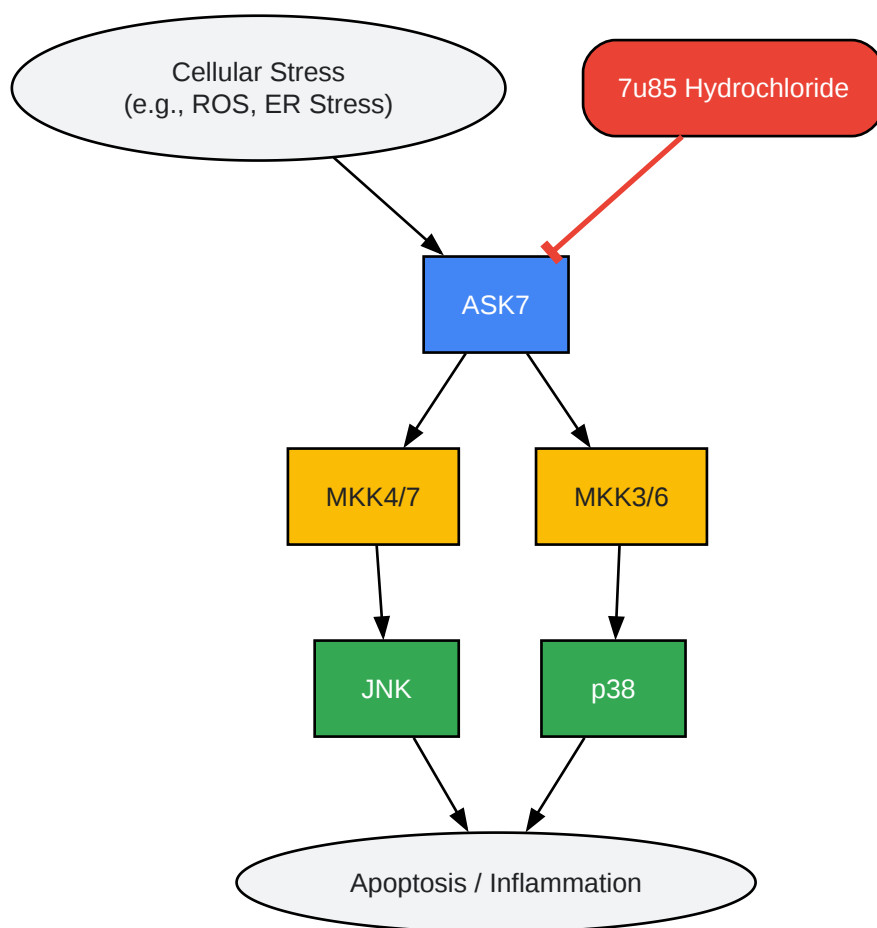 Cellular Stress
(e.g., ROS, ER Stress)
7u85 Hydrochloride
ASK7
MKK4/7
MKK3/6
JNK
p38
Apoptosis / Inflammation